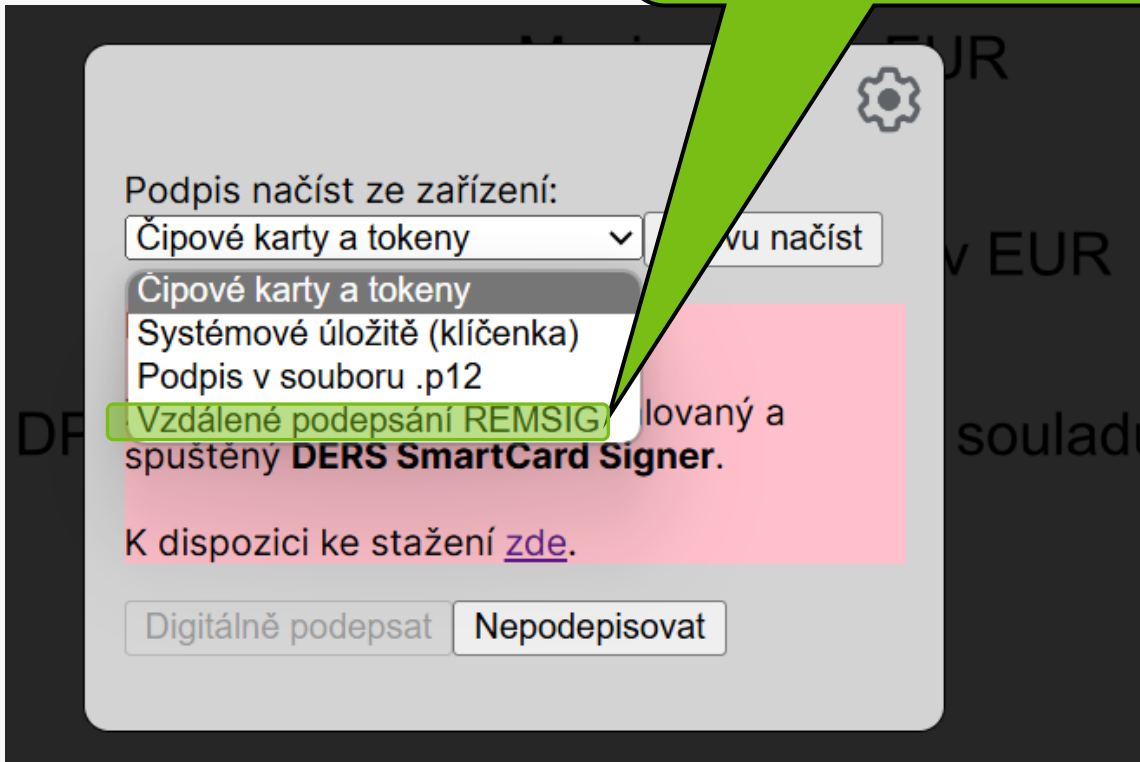 EUR
Podpis načíst ze zařízení:
Čipové karty a tokeny
vu načíst
v EUR
Čipové karty a tokeny
Systémové úložitě (klíčenka)
Podpis v souboru .p12
Vzdálené podepsání REMSIG
lovaný a
souladu
spuštěný DERS SmartCard Signer.
K dispozici ke stažení zde.
Digitálně podepsat
Nepodepisovat